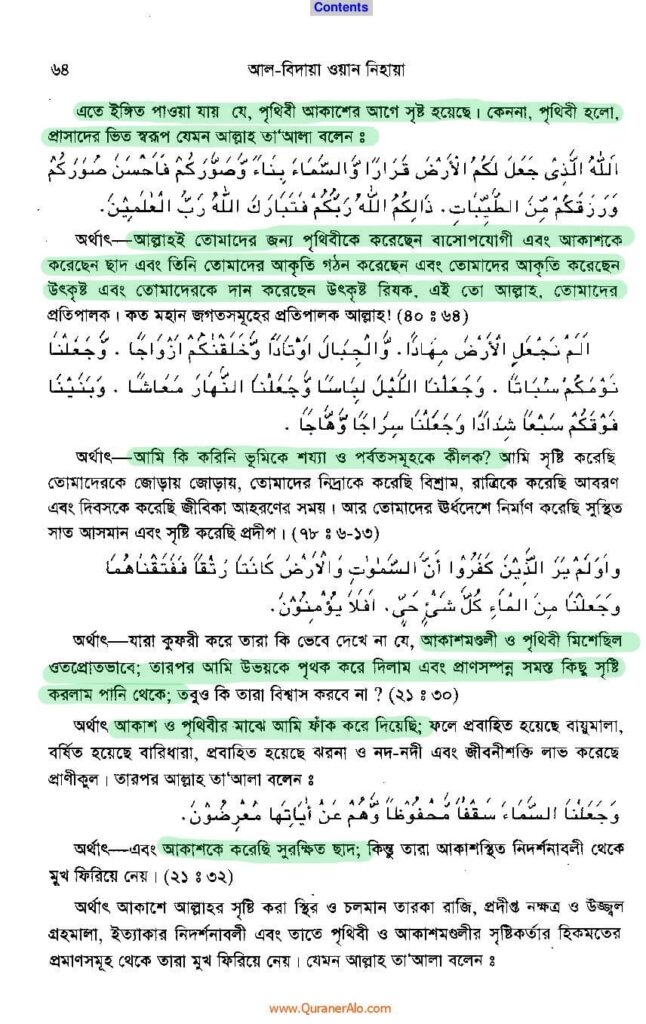 Contents
৬৪
আল-বিদায়া ওয়ান নিহায়া
এতে ইঙ্গিত পাওয়া যায় যে, পৃথিবী আকাশের আগে সৃষ্ট হয়েছে। কেননা, পৃথিবী হলো,
প্রাসাদের ভিত স্বরূপ যেমন আল্লাহ তা'আলা বলেন ঃ
اَللّٰهُ الَّذِىْ جَعَلَ لَكُمُ الْاَرْضَ قَرَارًا وَّالسَّمَاءَ بِنَاءً وَّصَوَّرَكُمْ فَاَحْسَنَ صُوَرَكُمْ
وَرَزَقَكُمْ مِّنَ الطَّيِّبَاتِ. ذَالِكُمُ اللّٰهُ رَبُّكُمْ فَتَبَارَكَ اللّٰهُ رَبُّ الْعٰلَمِيْنَ.
অর্থাৎ—আল্লাহই তোমাদের জন্য পৃথিবীকে করেছেন বাসোপযোগী এবং আকাশকে
করেছেন ছাদ এবং তিনি তোমাদের আকৃতি গঠন করেছেন এবং তোমাদের আকৃতি করেছেন
উৎকৃষ্ট এবং তোমাদেরকে দান করেছেন উৎকৃষ্ট রিযক, এই তো আল্লাহ, তোমাদের
প্রতিপালক। কত মহান জগতসমূহের প্রতিপালক আল্লাহ! (৪০ ঃ ৬৪)
اَلَمْ نَجْعَلِ الْاَرْضَ مِهَادًا. وَّالْجِبَالَ اَوْتَادًا وَّخَلَقْنٰكُمْ اَزْوَاجًا . وَّجَعَلْنَا
نَوْمَكُمْ سُبَاتًا . وَجَعَلْنَا اللَّيْلَ لِبَاسًا وَّجَعَلْنَا النَّهَارَ مَعَاشًا . وَبَنَيْنَا
فَوْقَكُمْ سَبْعًا شِدَادًا وَجَعَلْنَا سِرَاجًا وَّهَّاجًا .
অর্থাৎ—আমি কি করিনি ভূমিকে শয্যা ও পর্বতসমূহকে কীলক? আমি সৃষ্টি করেছি
তোমাদেরকে জোড়ায় জোড়ায়, তোমাদের নিদ্রাকে করেছি বিশ্রাম, রাত্রিকে করেছি আবরণ
এবং দিবসকে করেছি জীবিকা আহরণের সময়। আর তোমাদের ঊর্ধদেশে নির্মাণ করেছি সুস্থিত
সাত আসমান এবং সৃষ্টি করেছি প্রদীপ। (৭৮ ঃ ৬-১৩)
وَاَوَلَمْ يَرَ الَّذِيْنَ كَفَرُوْا اَنَّ السَّمٰوٰتِ وَالْاَرْضَ كَانَتَا رَتْقًا فَفَتَقْنَاهُمَا
وَجَعَلْنَا مِنَ الْمَاءِ كُلَّ شَىْءٍ حَىٍّ. اَفَلَا يُؤْمِنُوْنَ.
অর্থাৎ—যারা কুফরী করে তারা কি ভেবে দেখে না যে, আকাশমণ্ডলী ও পৃথিবী মিশেছিল
ওতপ্রোতভাবে; তারপর আমি উভয়কে পৃথক করে দিলাম এবং প্রাণসম্পন্ন সমস্ত কিছু সৃষ্টি
করলাম পানি থেকে; তবুও কি তারা বিশ্বাস করবে না ? (২১ ঃ ৩০)
অর্থাৎ আকাশ ও পৃথিবীর মাঝে আমি ফাঁক করে দিয়েছি; ফলে প্রবাহিত হয়েছে বায়ুমালা,
বর্ষিত হয়েছে বারিধারা, প্রবাহিত হয়েছে ঝরনা ও নদ-নদী এবং জীবনীশক্তি লাভ করেছে
প্রাণীকুল। তারপর আল্লাহ তা'আলা বলেন ঃ
وَجَعَلْنَا السَّمَاءَ سَقْفًا مَّحْفُوْظًا وَّهُمْ عَنْ اٰيَاتِهَا مُعْرِضُوْنَ.
অর্থাৎ—এবং আকাশকে করেছি সুরক্ষিত ছাদ; কিন্তু তারা আকাশস্থিত নিদর্শনাবলী থেকে
মুখ ফিরিয়ে নেয়। (২১ ঃ ৩২)
অর্থাৎ আকাশে আল্লাহর সৃষ্টি করা স্থির ও চলমান তারকা রাজি, প্রদীপ্ত নক্ষত্র ও উজ্জ্বল
গ্রহমালা, ইত্যাকার নিদর্শনাবলী এবং তাতে পৃথিবী ও আকাশমণ্ডলীর সৃষ্টিকর্তার হিকমতের
প্রমাণসমূহ থেকে তারা মুখ ফিরিয়ে নেয়। যেমন আল্লাহ তা'আলা বলেন ঃ
www.QuranerAlo.com